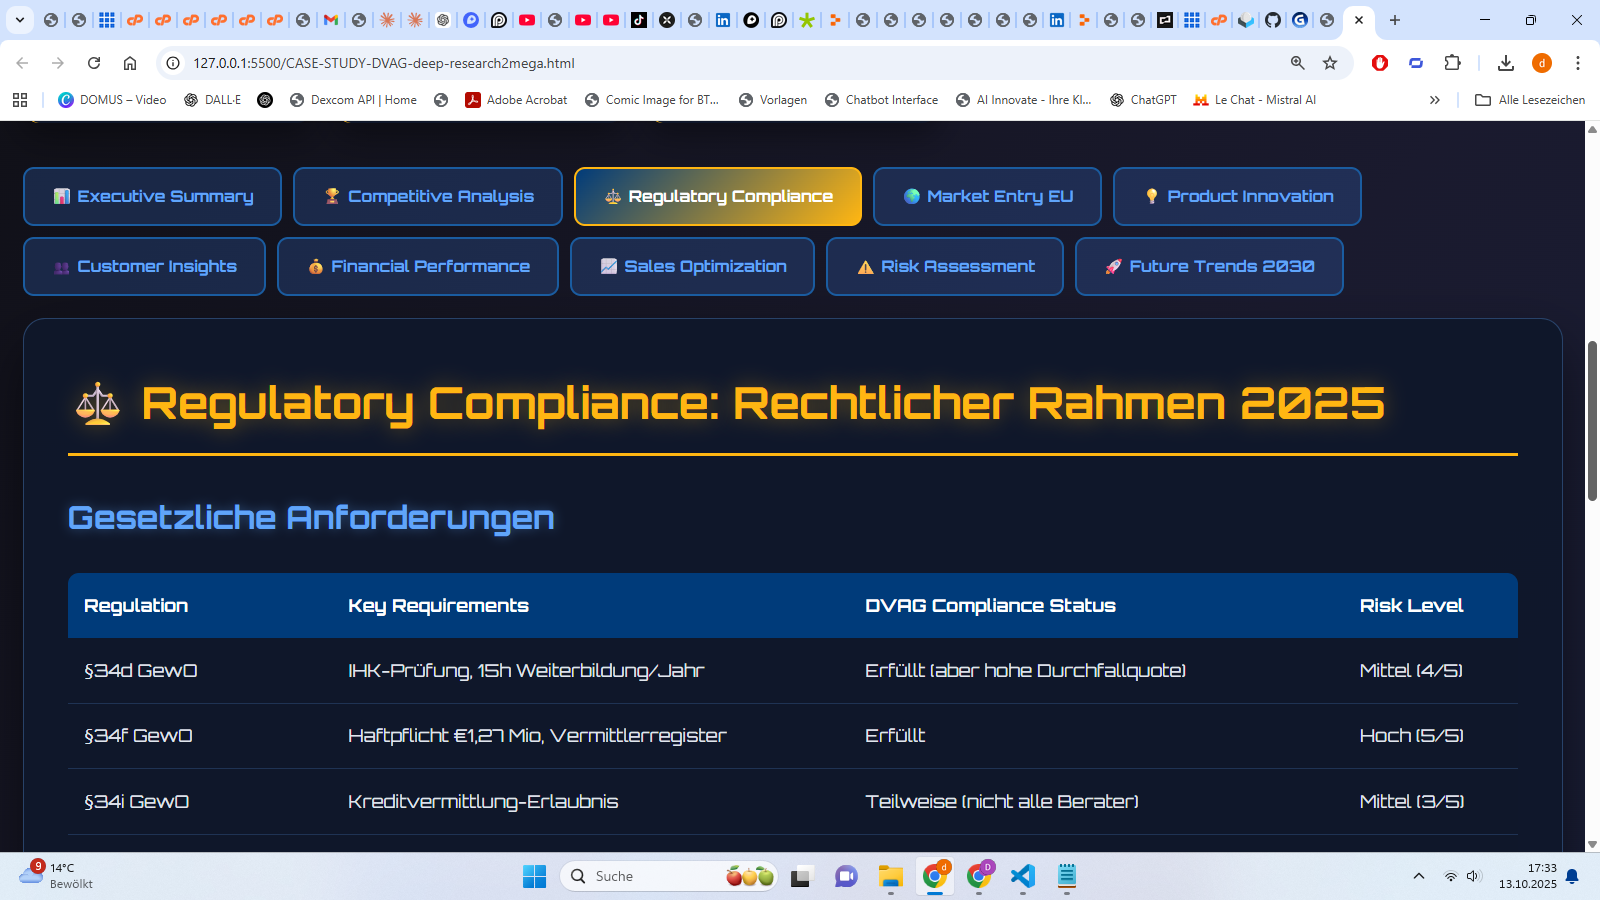 127.0.0.1:5500/CASE-STUDY-DVAG-deep-research2mega.html
d
DOMUS – Video
DALL·E
Dexcom API | Home
Adobe Acrobat
Comic Image for BT...
Vorlagen
Chatbot Interface
AI Innovate - Ihre KI...
ChatGPT
Le Chat - Mistral AI
Alle Lesezeichen
Executive Summary
Competitive Analysis
Regulatory Compliance
Market Entry EU
Product Innovation
Customer Insights
Financial Performance
Sales Optimization
Risk Assessment
Future Trends 2030
Regulatory Compliance: Rechtlicher Rahmen 2025
Gesetzliche Anforderungen
Regulation Key Requirements DVAG Compliance Status Risk Level
§34d GewO IHK-Prüfung, 15h Weiterbildung/Jahr Erfüllt (aber hohe Durchfallquote) Mittel (4/5)
§34f GewO Haftpflicht €1,27 Mio, Vermittlerregister Erfüllt Hoch (5/5)
§34i GewO Kreditvermittlung-Erlaubnis Teilweise (nicht alle Berater) Mittel (3/5)
9
14°C
Bewölkt
Suche
d
D
17:33
13.10.2025